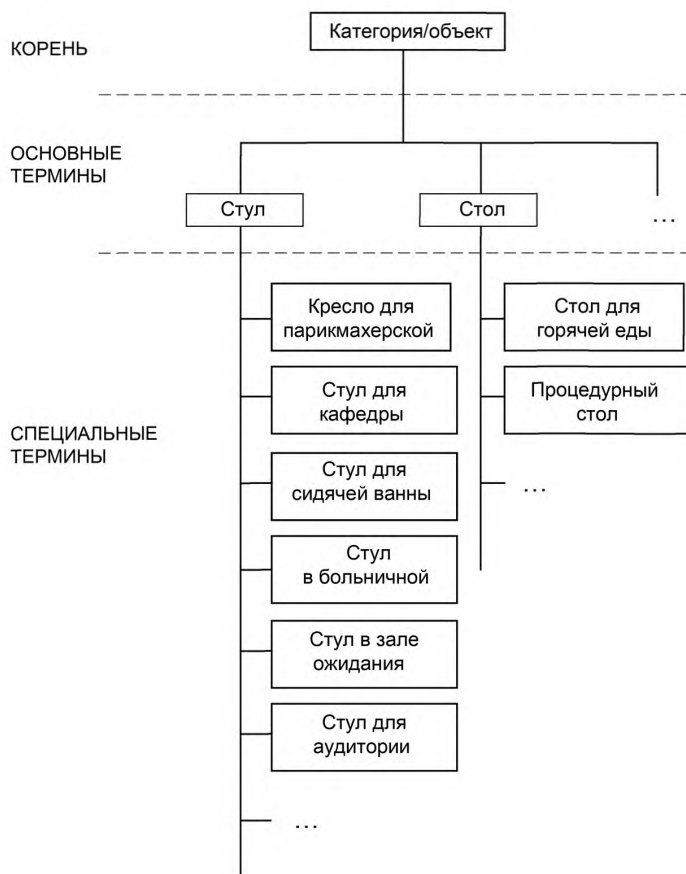 КОРЕНЬ
Категория/объект
ОСНОВНЫЕ
ТЕРМИНЫ
Стул
Стол
...
СПЕЦИАЛЬНЫЕ
ТЕРМИНЫ
Кресло для
парикмахерской
Стул для
кафедры
Стул для
сидячей ванны
Стул
в больничной
Стул в зале
ожидания
Стул для
аудитории
...
Стол для
горячей еды
Процедурный
стол
...